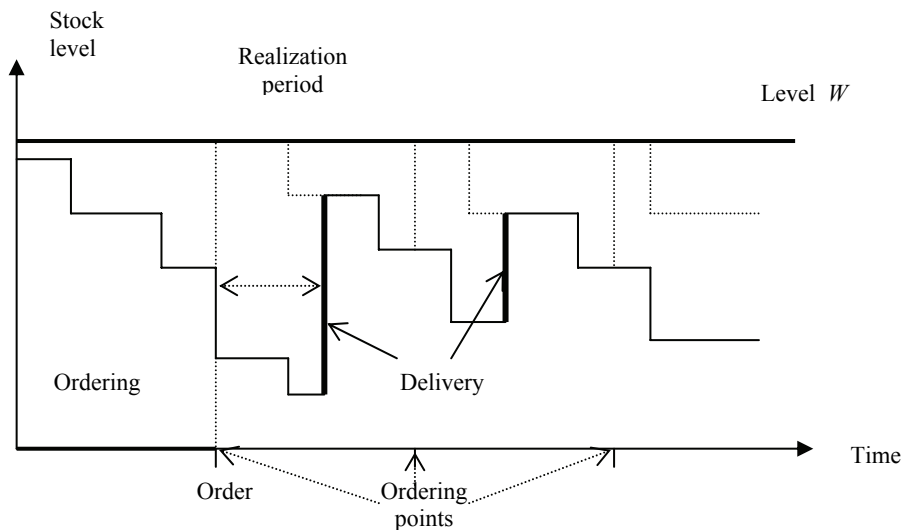 Stock
level
Realization
period
Level W
Ordering
Delivery
Time
Order
Ordering
points